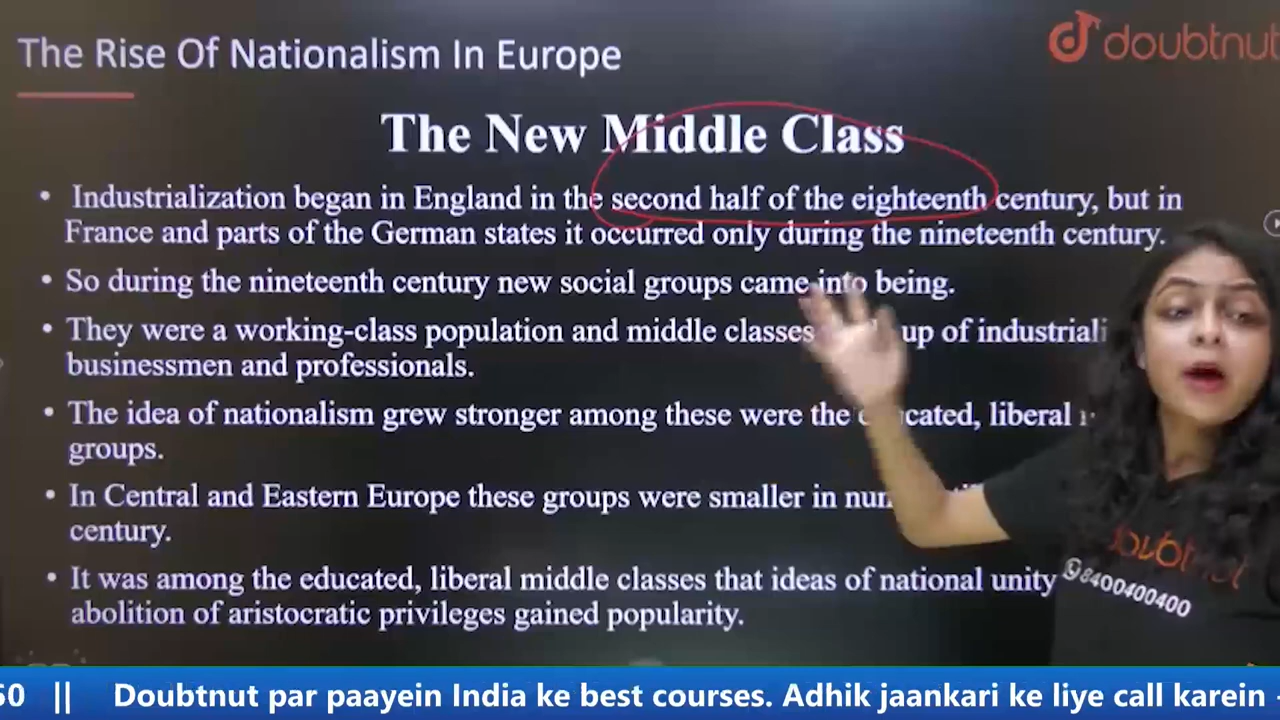 The Rise Of Nationalism In Europe
doubtnut
The New Middle Class
• Industrialization began in England in the second half of the eighteenth century, but in
France and parts of the German states it occurred only during the nineteenth century.
• So during the nineteenth century new social groups came into being.
• They were a working-class population and middle classes up of industriali
businessmen and professionals.
• The idea of nationalism grew stronger among these were the liberal
groups.
• In Central and Eastern Europe these groups were smaller in
century.
• It was among the educated, liberal middle classes that ideas of national unity
abolition of aristocratic privileges gained popularity.
doubtnut
8400400400
60 || Doubtnut par paayein India ke best courses. Adhik jaankari ke liye call karein -